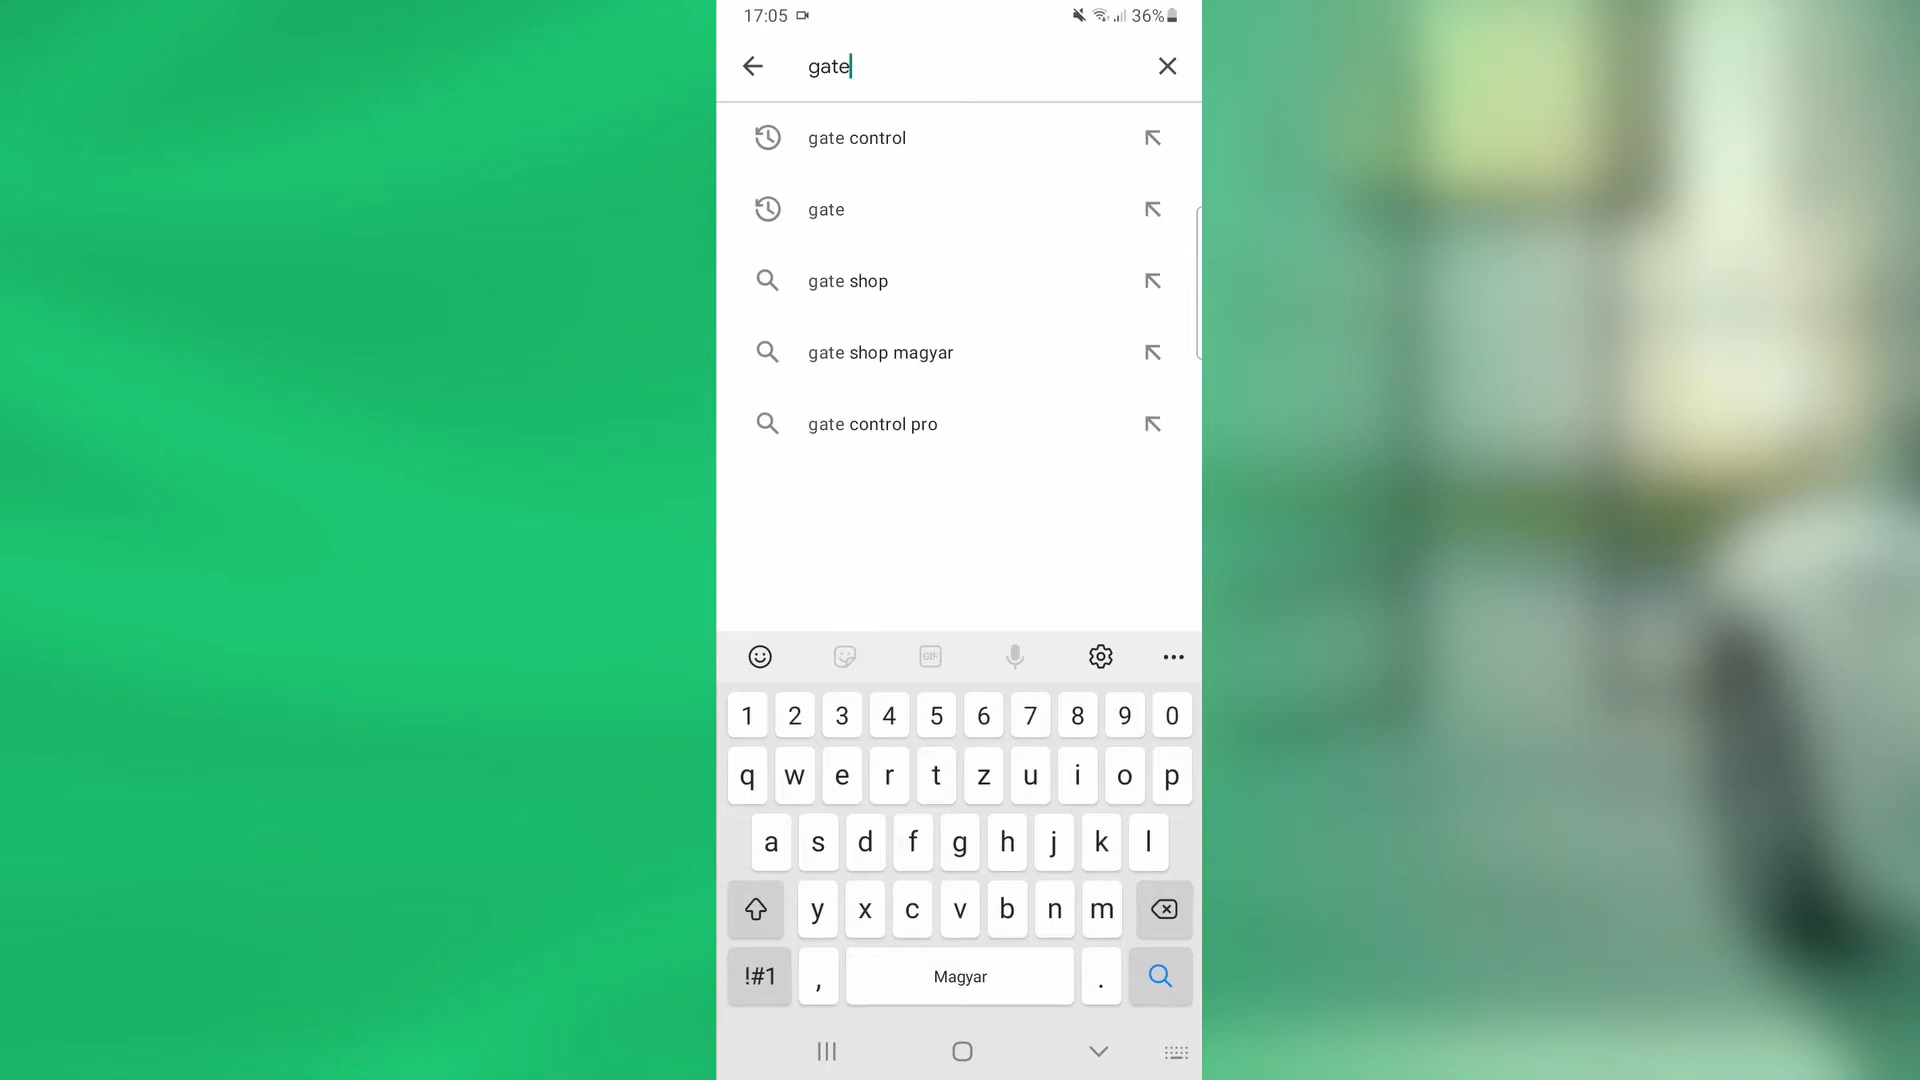 17:05 36%
gate
gate control
gate
gate shop
gate shop magyar
gate control pro
GIF
1 2 3 4 5 6 7 8 9 0
q w e r t z u i o p
a s d f g h j k l
y x c v b n m
!#1 , Magyar .